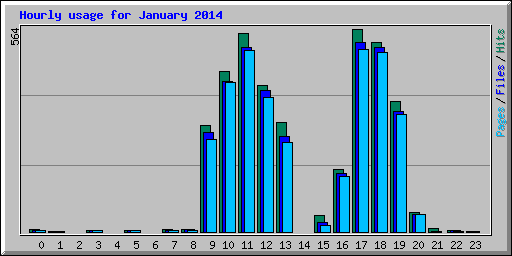 Hourly usage for January 2014
564
Pages / Files / Hits
0 1 2 3 4 5 6 7 8 9 10 11 12 13 14 15 16 17 18 19 20 21 22 23